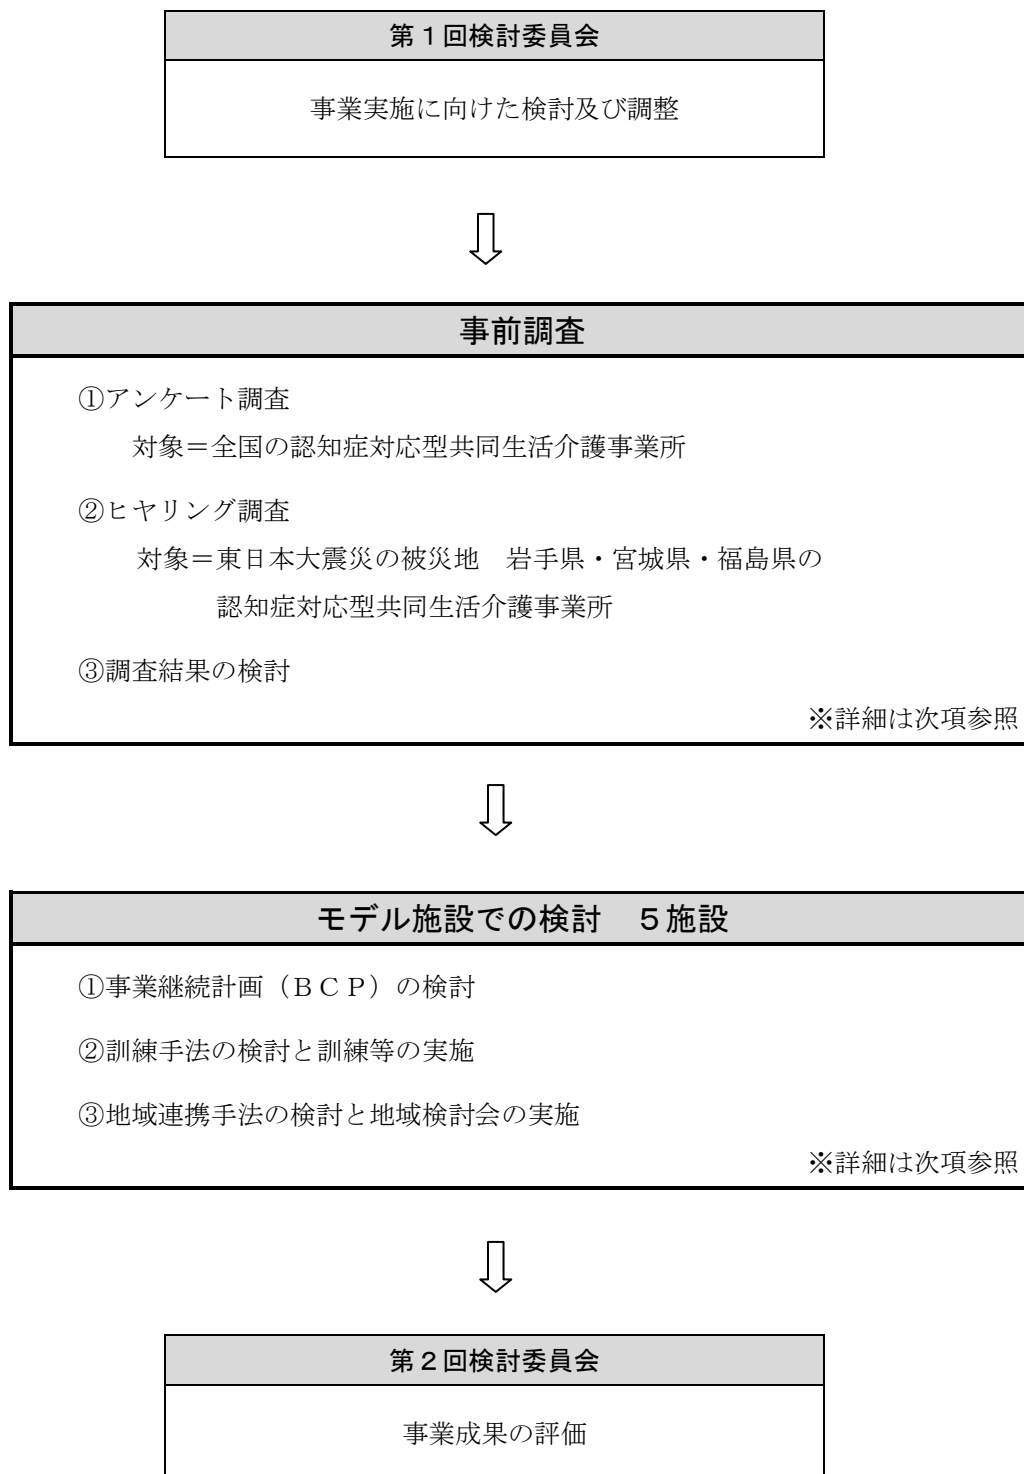 第１回検討委員会
事業実施に向けた検討及び調整
事前調査
①アンケート調査
対象＝全国の認知症対応型共同生活介護事業所
②ヒヤリング調査
対象＝東日本大震災の被災地　岩手県・宮城県・福島県の
認知症対応型共同生活介護事業所
③調査結果の検討
※詳細は次項参照
モデル施設での検討　５施設
①事業継続計画（ＢＣＰ）の検討
②訓練手法の検討と訓練等の実施
③地域連携手法の検討と地域検討会の実施
※詳細は次項参照
第２回検討委員会
事業成果の評価